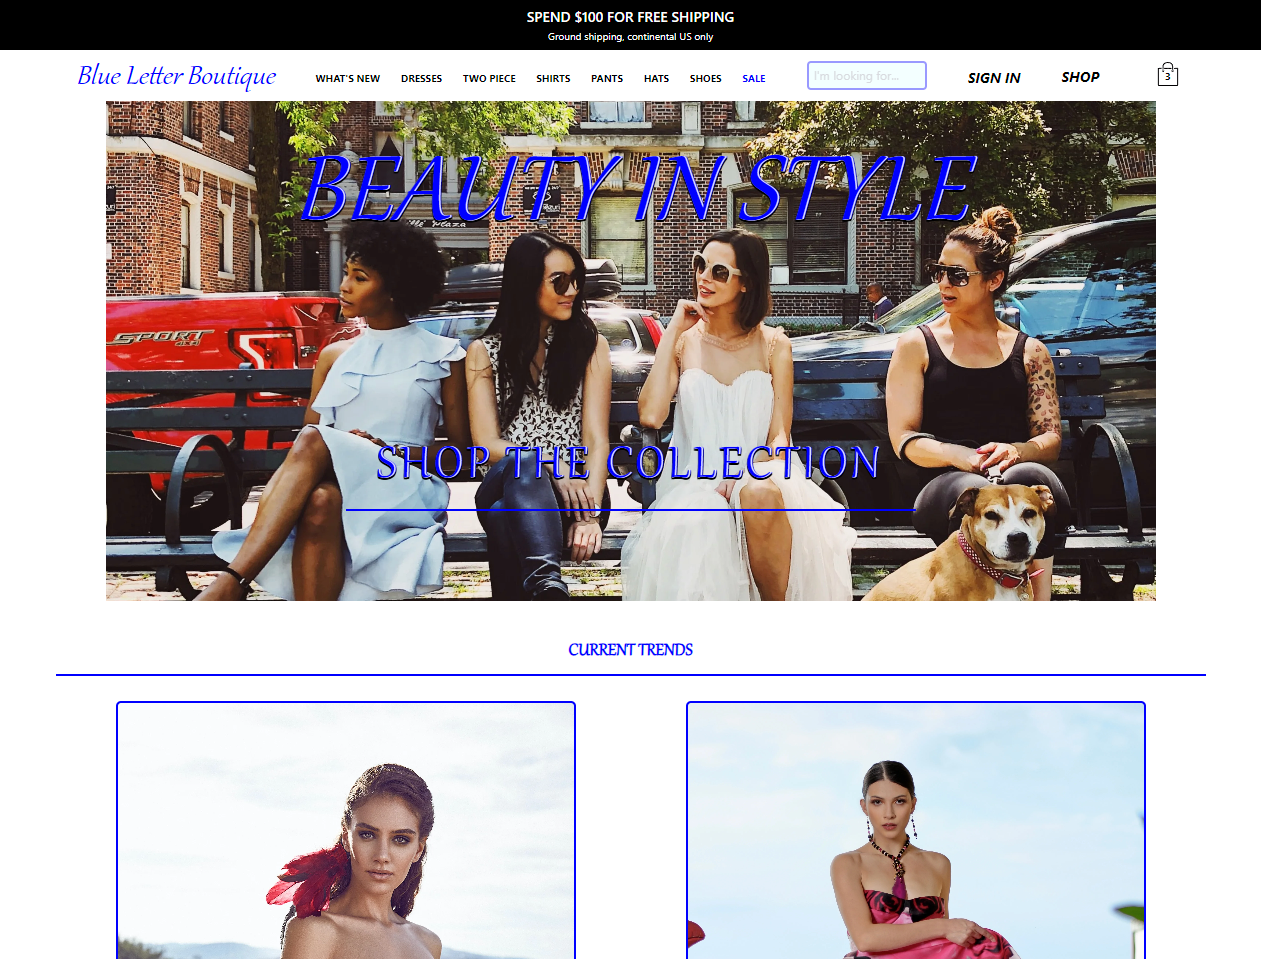 SPEND $100 FOR FREE SHIPPING
Ground shipping, continental US only
Blue Letter Boutique
WHAT'S NEW DRESSES TWO PIECE SHIRTS PANTS HATS SHOES SALE
I'm looking for...
SIGN IN SHOP
3
BEAUTY IN STYLE
Plaza
SPORT
SHOP THE COLLECTION
CURRENT TRENDS